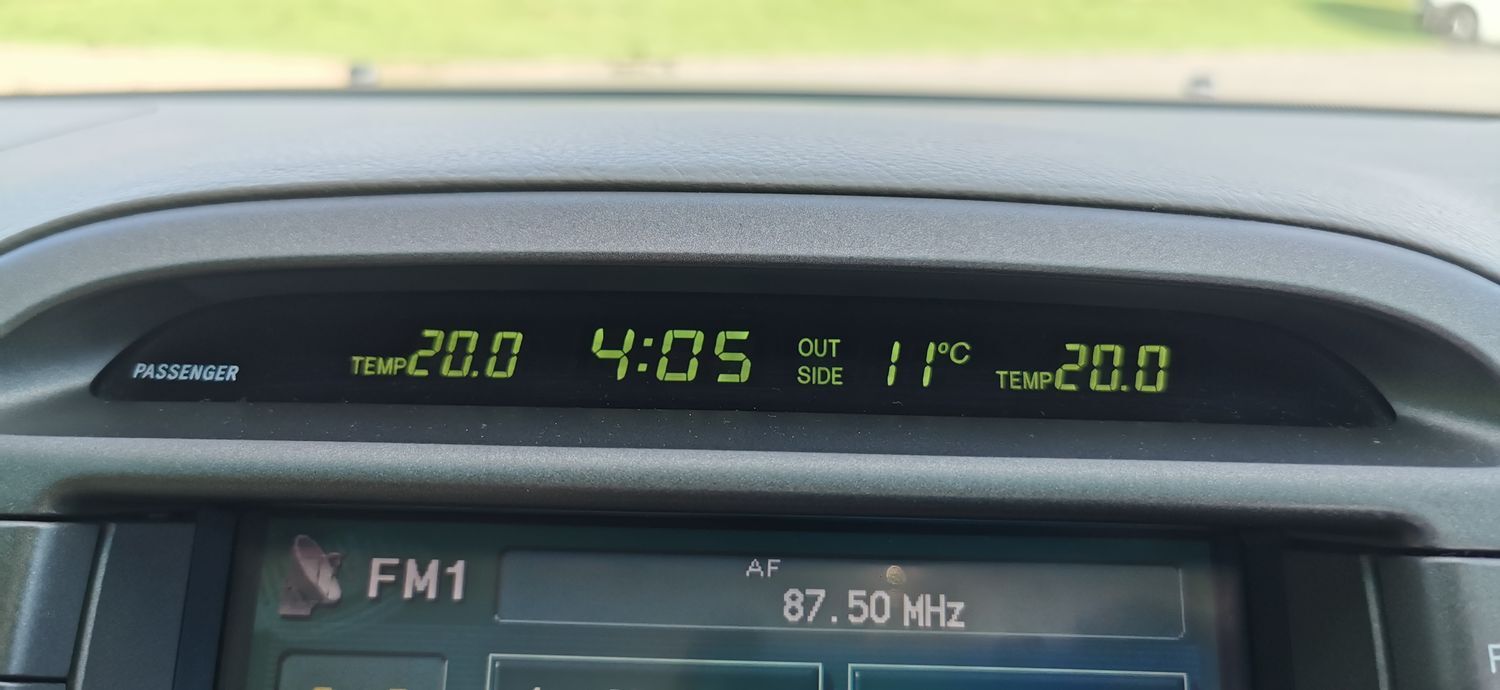 PASSENGER TEMP 20.0 4:05 OUT SIDE 11°C TEMP 20.0
FM1
AF
87.50 MHz